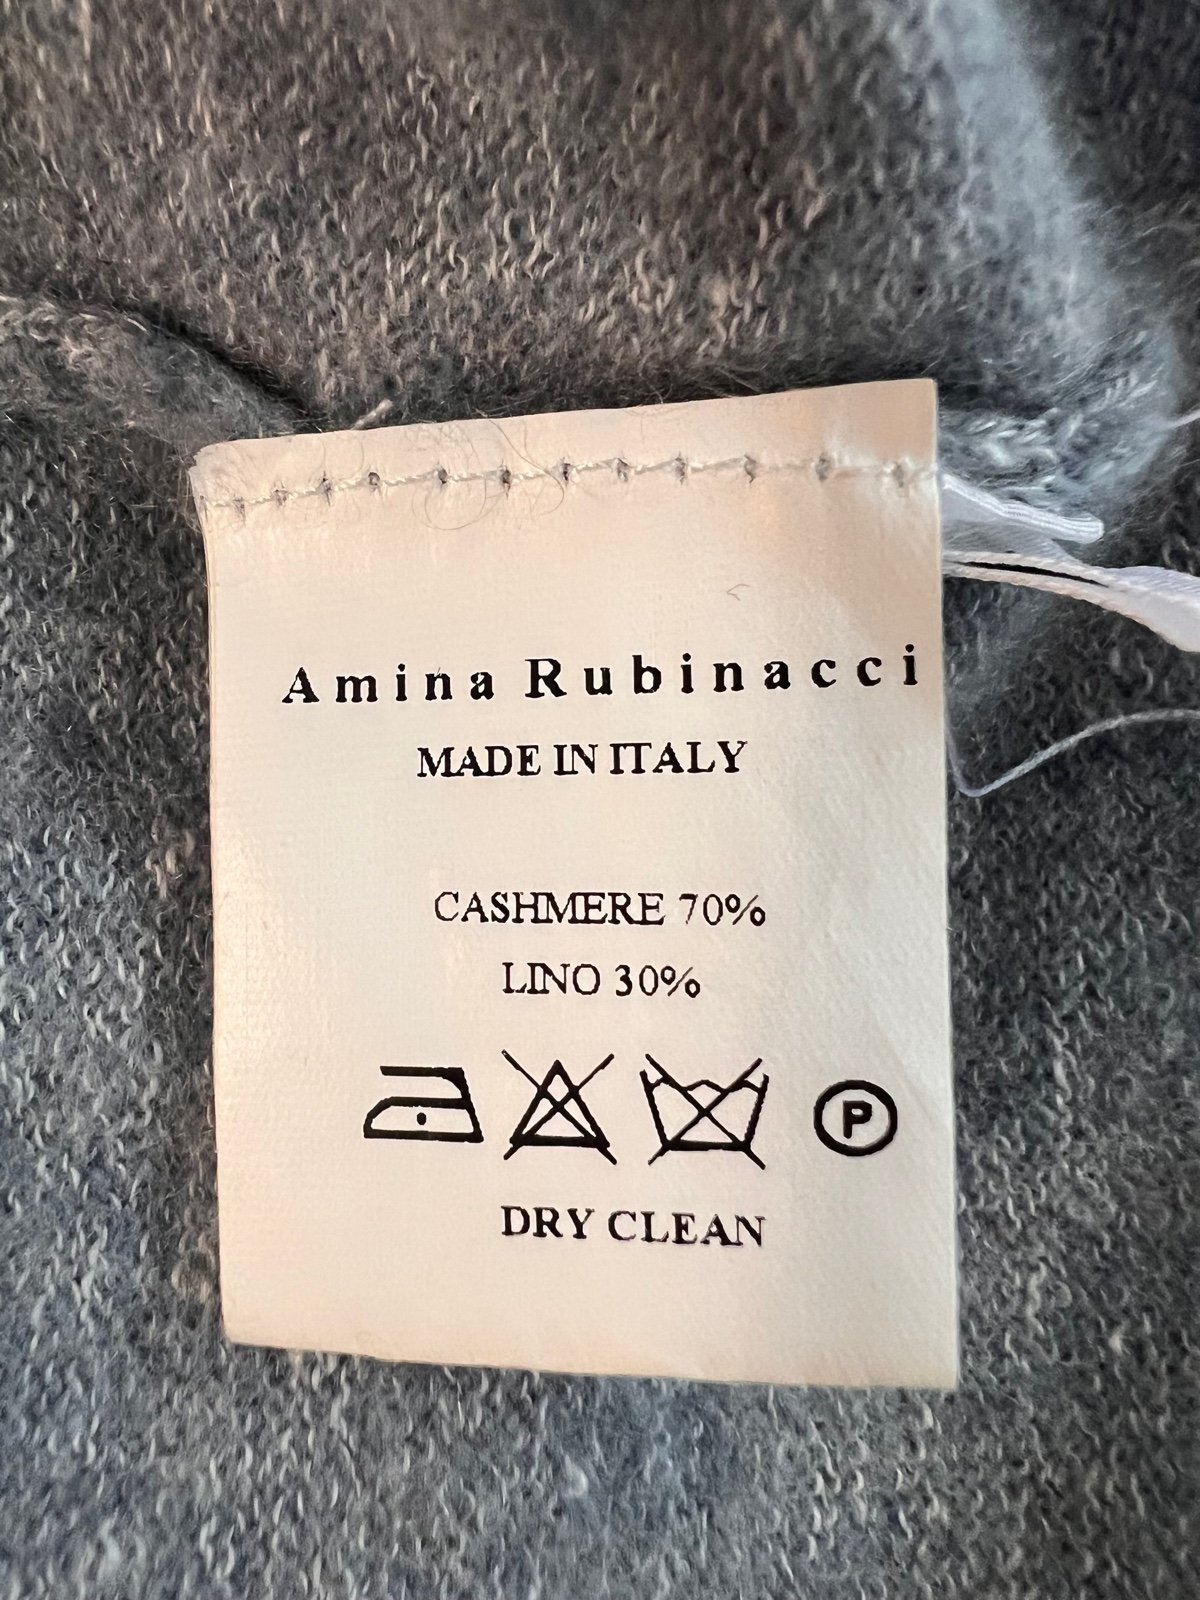 Amina Rubinacci
MADE IN ITALY
CASHMERE 70%
LINO 30%
P
DRY CLEAN